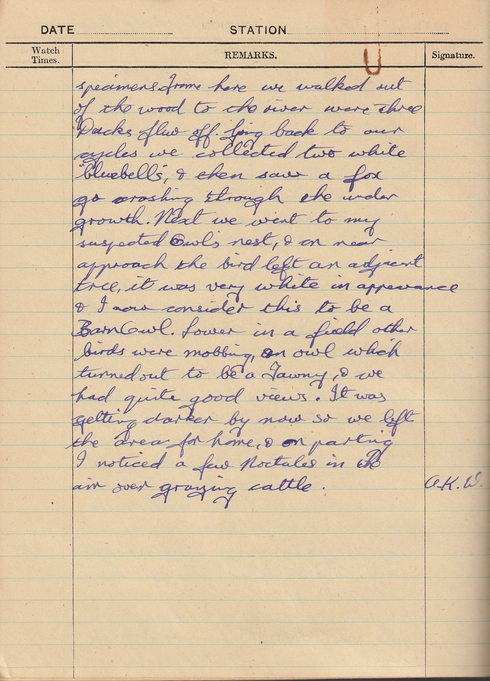 DATE STATION
Watch Times. REMARKS. Signature.
specimens from here we walked out
of the wood to the river were three
Ducks flew off. Going back to our
cycles we collected two white
bluebells, & then saw a fox
go crashing through the under
growth. Next we went to my
suspected Owl's nest, & on near
approach the bird left an adjacent
tree, it was very white in appearance
& I now consider this to be a
Barn Owl. Lower in a field other
birds were mobbing, an owl which
turned out to be a Tawny, & we
had quite good views. It was
getting darker by now so we left
the area for home, & on parting
I noticed a few Noctules in the
air over grazing cattle. A.K.W.